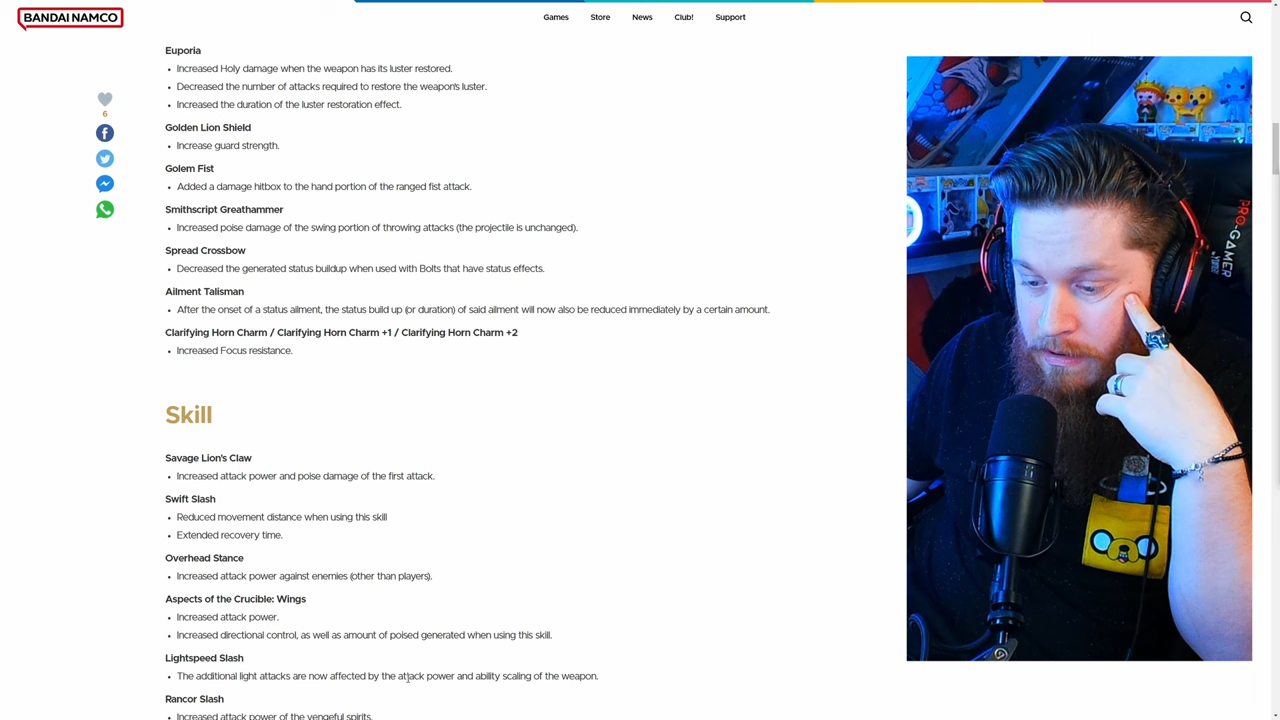 BANDAI NAMCO
Games Store News Club! Support
Euporia
• Increased Holy damage when the weapon has its luster restored.
• Decreased the number of attacks required to restore the weapon's luster.
• Increased the duration of the luster restoration effect.
6
Golden Lion Shield
• Increase guard strength.
Golem Fist
• Added a damage hitbox to the hand portion of the ranged fist attack.
Smithscript Greathammer
• Increased poise damage of the swing portion of throwing attacks (the projectile is unchanged).
Spread Crossbow
• Decreased the generated status buildup when used with Bolts that have status effects.
Ailment Talisman
• After the onset of a status ailment, the status build up (or duration) of said ailment will now also be reduced immediately by a certain amount.
Clarifying Horn Charm / Clarifying Horn Charm +1 / Clarifying Horn Charm +2
• Increased Focus resistance.
Skill
Savage Lion's Claw
• Increased attack power and poise damage of the first attack.
Swift Slash
• Reduced movement distance when using this skill
• Extended recovery time.
Overhead Stance
• Increased attack power against enemies (other than players).
Aspects of the Crucible: Wings
• Increased attack power.
• Increased directional control, as well as amount of poised generated when using this skill.
Lightspeed Slash
• The additional light attacks are now affected by the attack power and ability scaling of the weapon.
Rancor Slash
• Increased attack power of the vengeful spirits.
PRO-GAMER